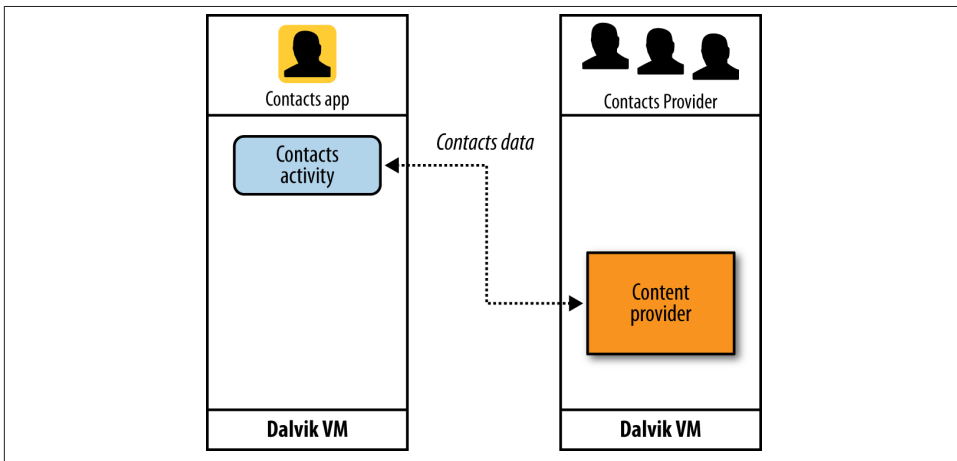 Contacts app
Contacts Provider
Contacts
activity
Contacts data
Content
provider
Dalvik VM
Dalvik VM